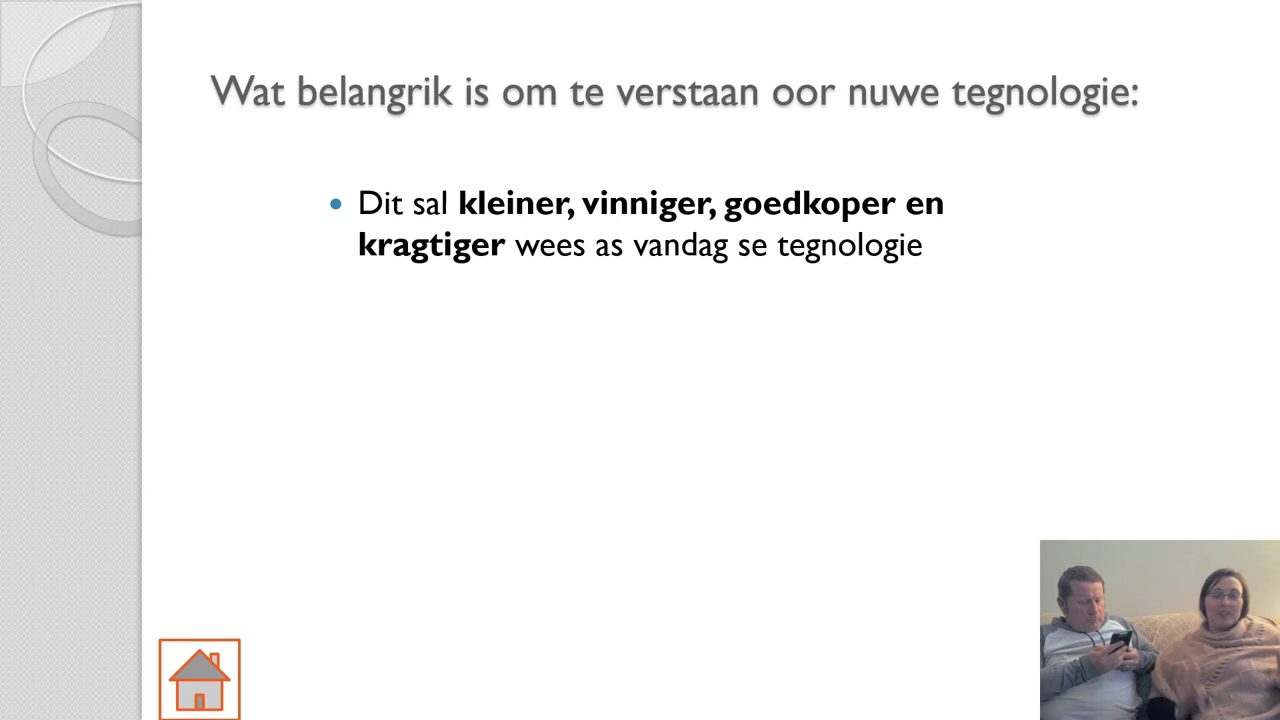 Wat belangrik is om te verstaan oor nuwe tegnologie:
• Dit sal kleiner, vinniger, goedkoper en
kragtiger wees as vandag se tegnologie